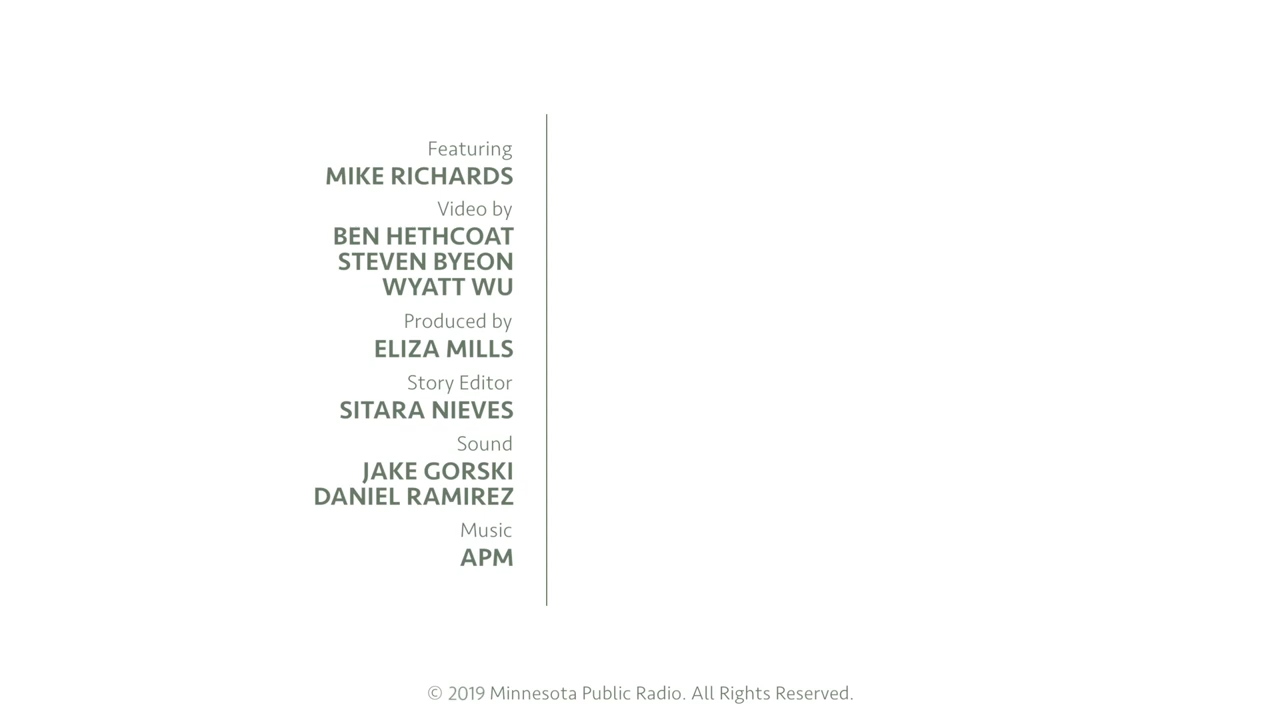 Featuring
MIKE RICHARDS
Video by
BEN HETHCOAT
STEVEN BYEON
WYATT WU
Produced by
ELIZA MILLS
Story Editor
SITARA NIEVES
Sound
JAKE GORSKI
DANIEL RAMIREZ
Music
APM
© 2019 Minnesota Public Radio. All Rights Reserved.